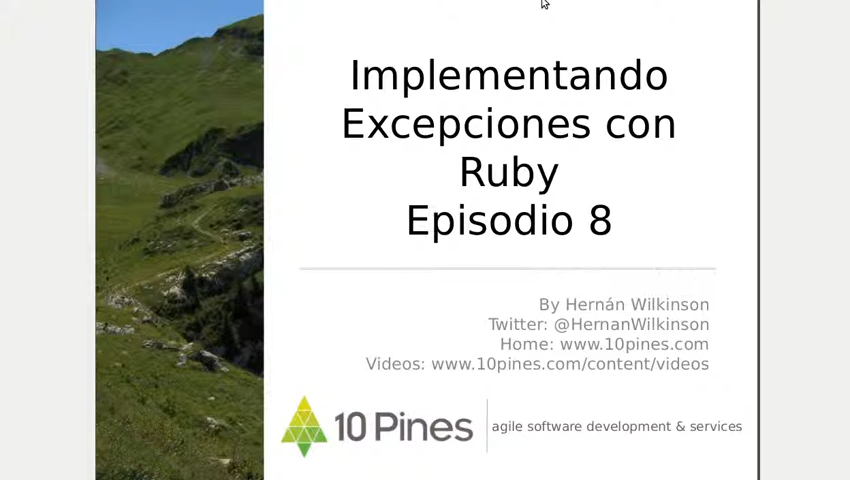 Implementando
Excepciones con
Ruby
Episodio 8
By Hernán Wilkinson
Twitter: @HernanWilkinson
Home: www.10pines.com
Videos: www.10pines.com/content/videos
10 Pines
agile software development & services